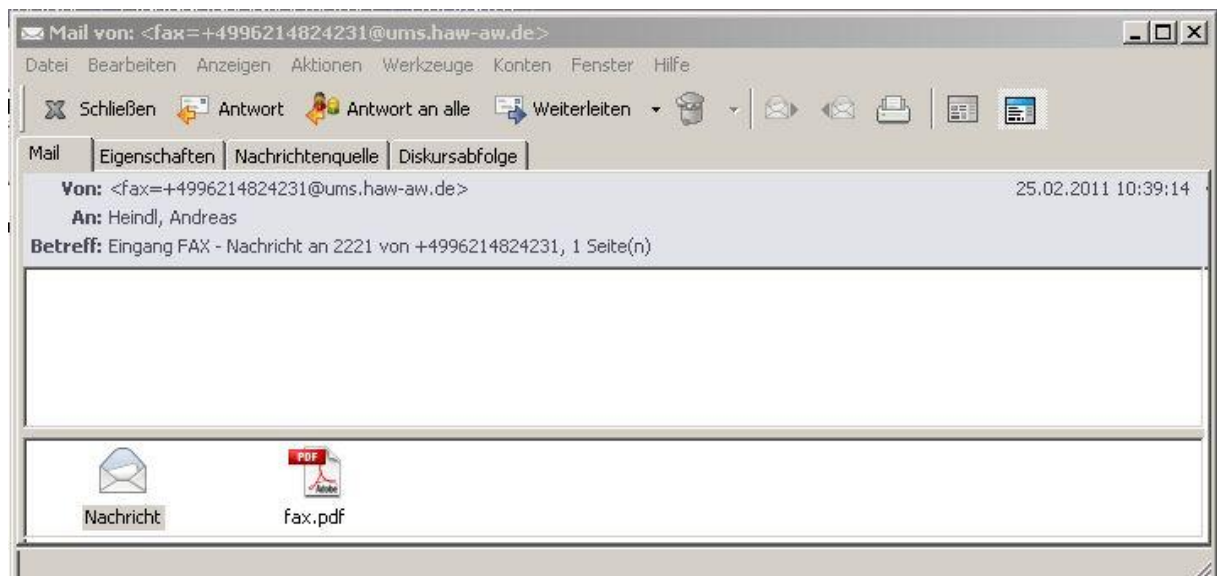 Mail von: <fax=+4996214824231@ums.haw-aw.de>
Datei Bearbeiten Anzeigen Aktionen Werkzeuge Konten Fenster Hilfe
Schließen Antwort Antwort an alle Weiterleiten
Mail Eigenschaften Nachrichtenquelle Diskursabfolge
Von: <fax=+4996214824231@ums.haw-aw.de> 25.02.2011 10:39:14
An: Heindl, Andreas
Betreff: Eingang FAX - Nachricht an 2221 von +4996214824231, 1 Seite(n)
PDF
Adobe
Nachricht fax.pdf